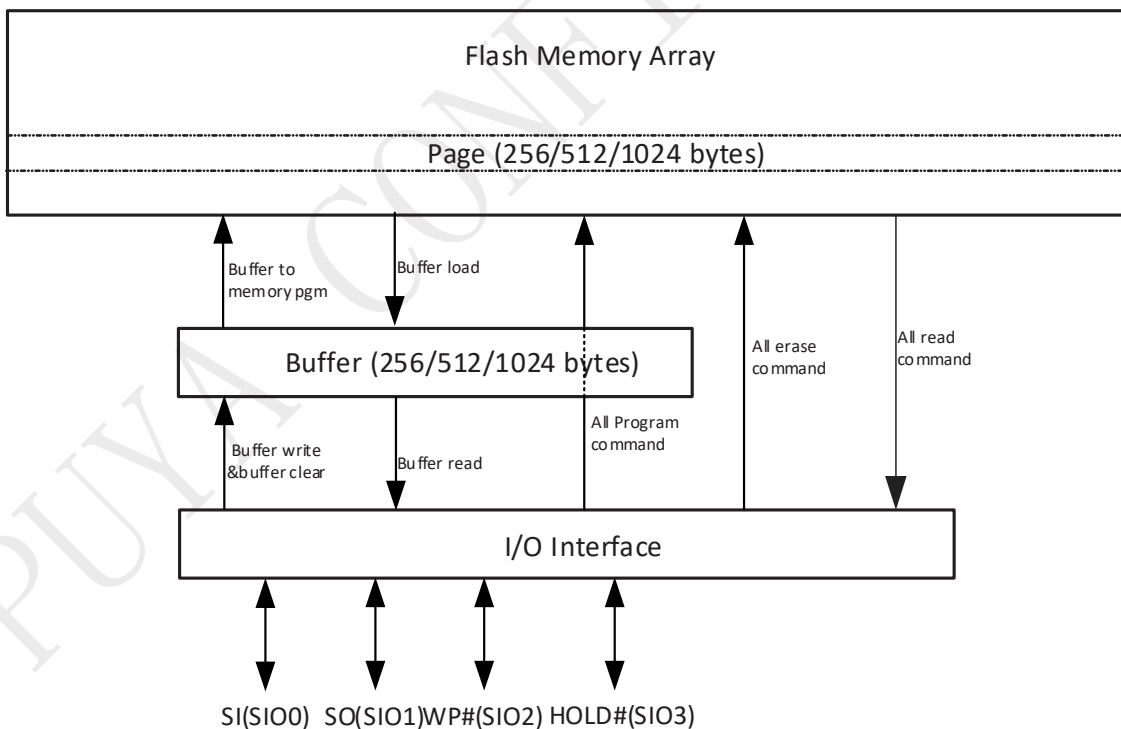 Flash Memory Array
Page (256/512/1024 bytes)
Buffer to
memory pgm
Buffer load
All erase
command
All read
command
Buffer (256/512/1024 bytes)
All Program
command
Buffer write
&buffer clear
Buffer read
I/O Interface
SI(SIO0) SO(SIO1)WP#(SIO2) HOLD#(SIO3)
PUYA CONF